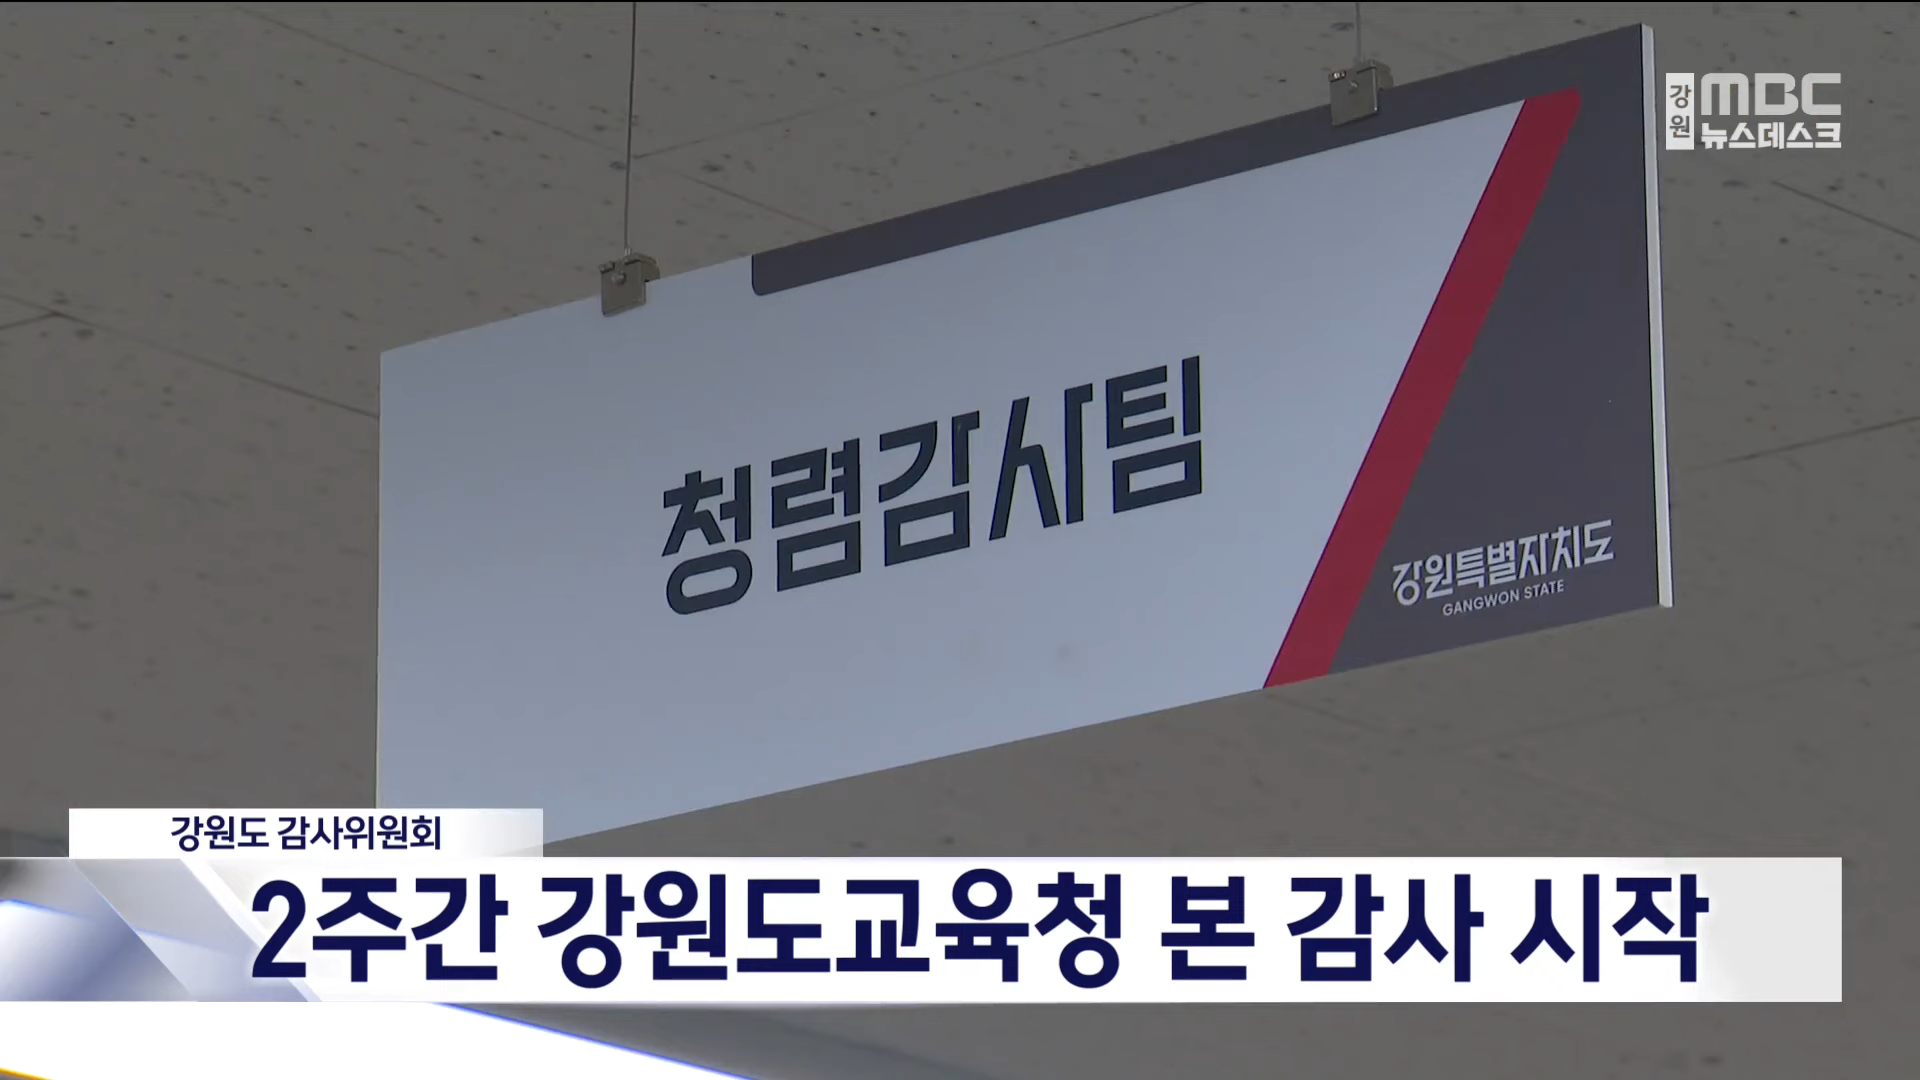 강원
MBC
뉴스데스크
청렴감사팀
강원특별자치도
GANGWON STATE
강원도 감사위원회
2주간 강원도교육청 본 감사 시작